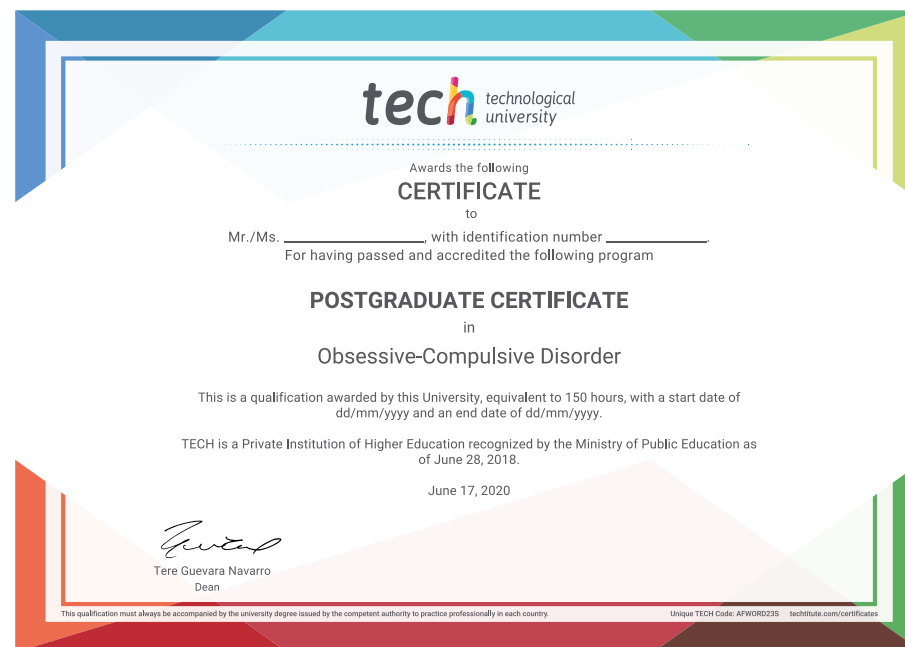 tech technological
university
Awards the following
CERTIFICATE
to
Mr./Ms. ____________, with identification number ____________.
For having passed and accredited the following program
POSTGRADUATE CERTIFICATE
in
Obsessive-Compulsive Disorder
This is a qualification awarded by this University, equivalent to 150 hours, with a start date of
dd/mm/yyyy and an end date of dd/mm/yyyy.
TECH is a Private Institution of Higher Education recognized by the Ministry of Public Education as
of June 28, 2018.
June 17, 2020
Tere Guevara Navarro
Dean
This qualification must always be accompanied by the university degree issued by the competent authority to practice professionally in each country.
Unique TECH Code: AFWORD23S techtitute.com/certificates